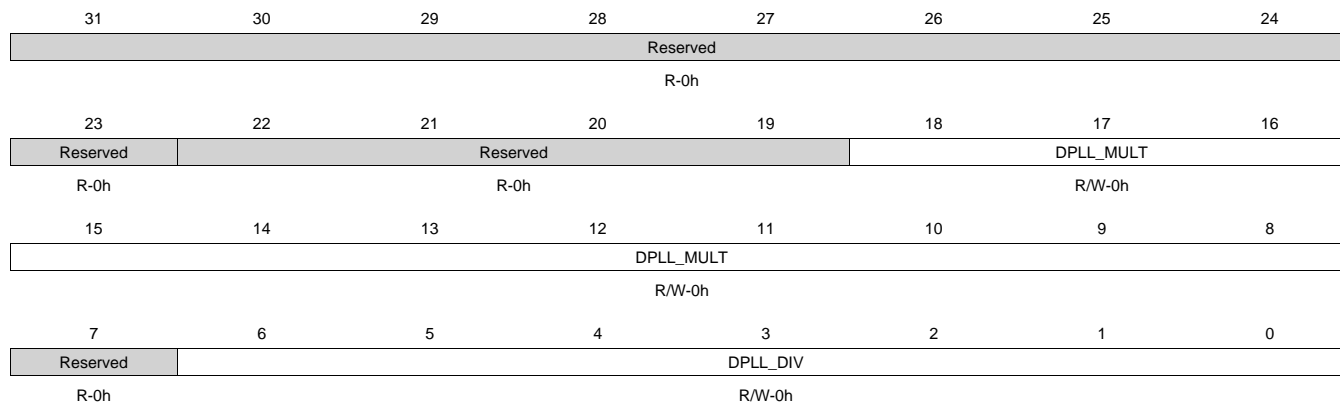 31 30 29 28 27 26 25 24
Reserved
R-0h
23 22 21 20 19 18 17 16
Reserved Reserved DPLL_MULT
R-0h R-0h R/W-0h
15 14 13 12 11 10 9 8
DPLL_MULT
R/W-0h
7 6 5 4 3 2 1 0
Reserved DPLL_DIV
R-0h R/W-0h